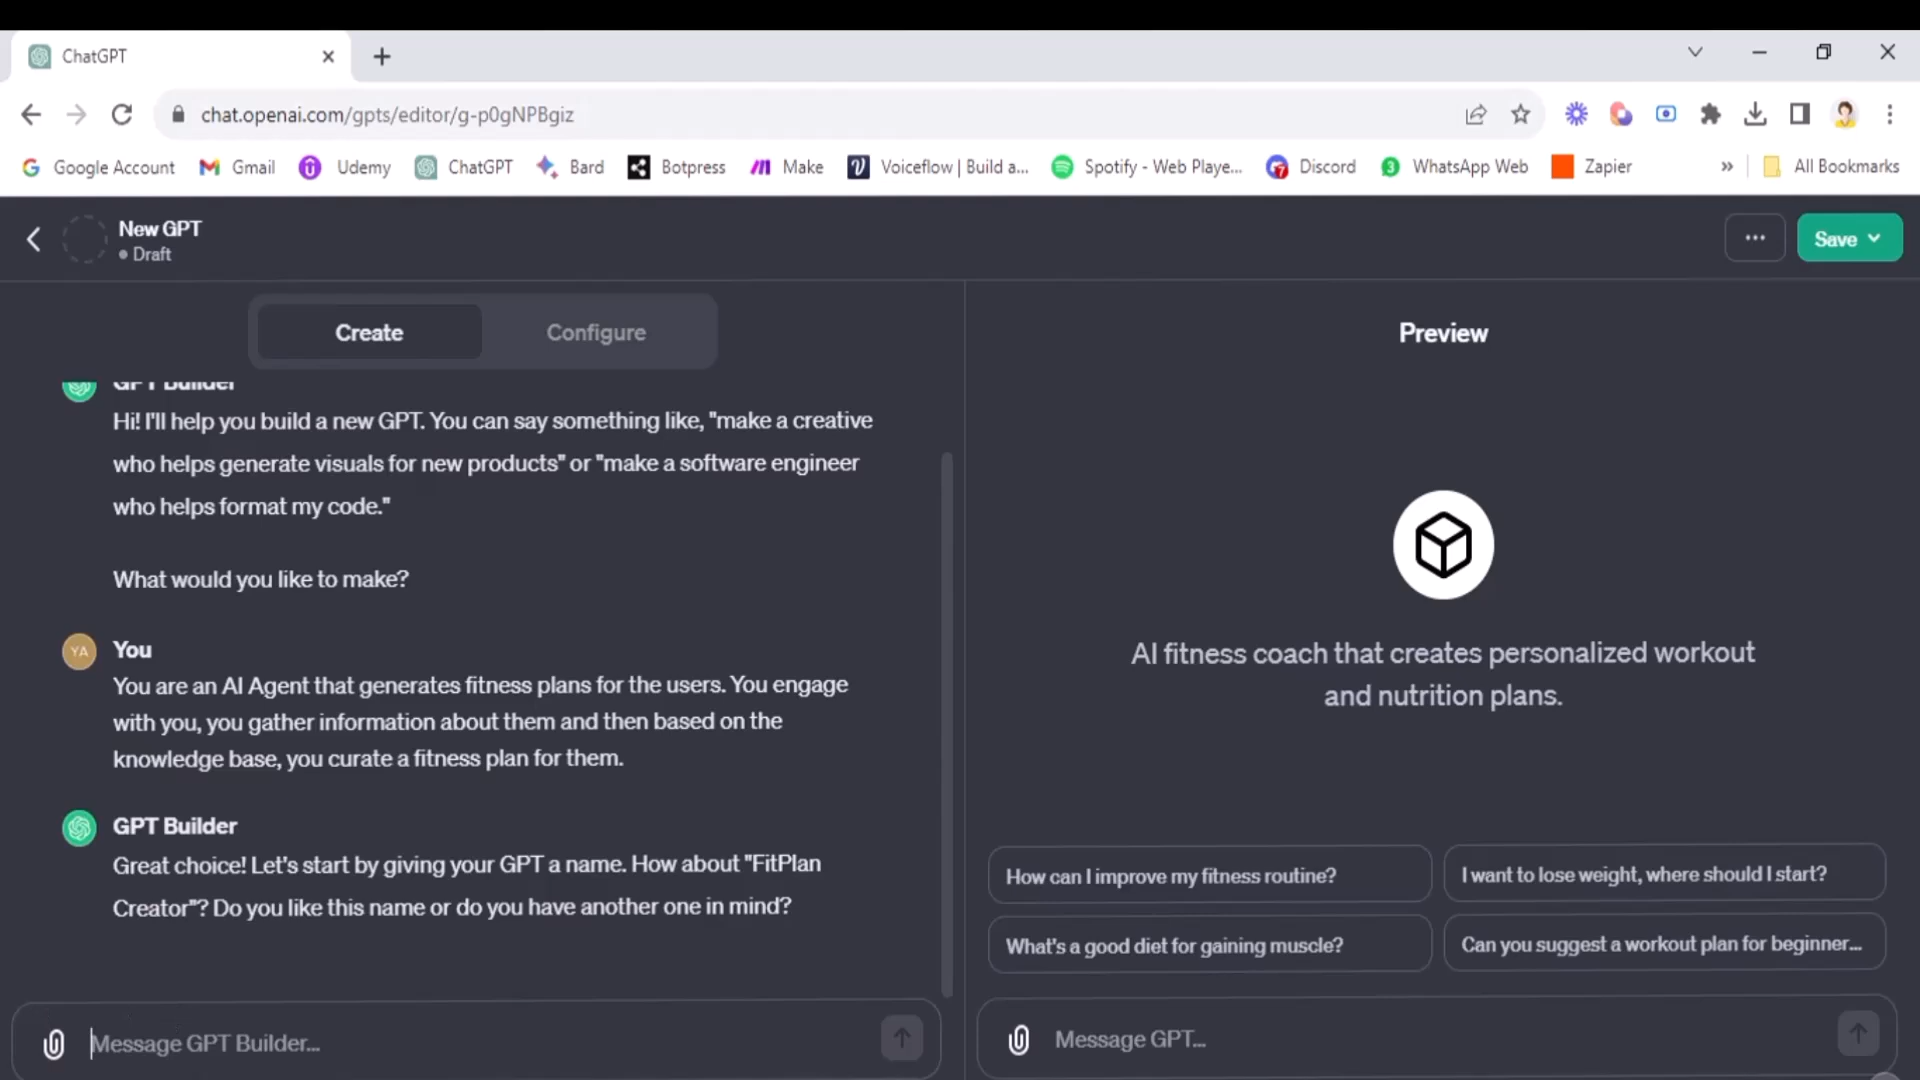 ChatGPT
chat.openai.com/gpts/editor/g-p0gNPBgiz
Google Account Gmail Udemy ChatGPT Bard Botpress Make Voiceflow | Build a... Spotify - Web Playe... 7 Discord 3 WhatsApp Web Zapier » All Bookmarks
New GPT
Draft
... Save
Create Configure
Preview
GPT Builder
Hi! I'll help you build a new GPT. You can say something like, "make a creative
who helps generate visuals for new products" or "make a software engineer
who helps format my code."
What would you like to make?
YA You
You are an AI Agent that generates fitness plans for the users. You engage
with you, you gather information about them and then based on the
knowledge base, you curate a fitness plan for them.
GPT Builder
Great choice! Let's start by giving your GPT a name. How about "FitPlan
Creator"? Do you like this name or do you have another one in mind?
Message GPT Builder...
AI fitness coach that creates personalized workout
and nutrition plans.
How can I improve my fitness routine?
I want to lose weight, where should I start?
What's a good diet for gaining muscle?
Can you suggest a workout plan for beginner...
Message GPT...